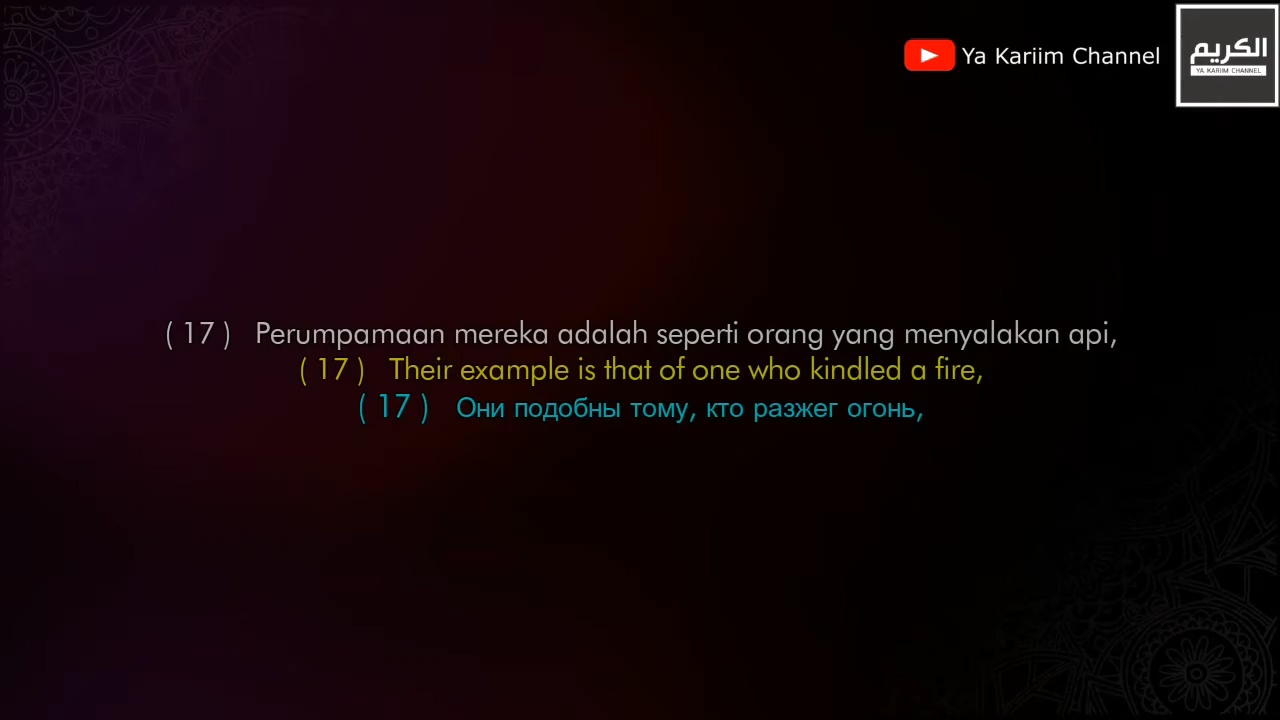 Ya Kariim Channel
الكريم
YA KARIIM CHANNEL
( 17 ) Perumpamaan mereka adalah seperti orang yang menyalakan api,
( 17 ) Their example is that of one who kindled a fire,
( 17 ) Они подобны тому, кто разжег огонь,